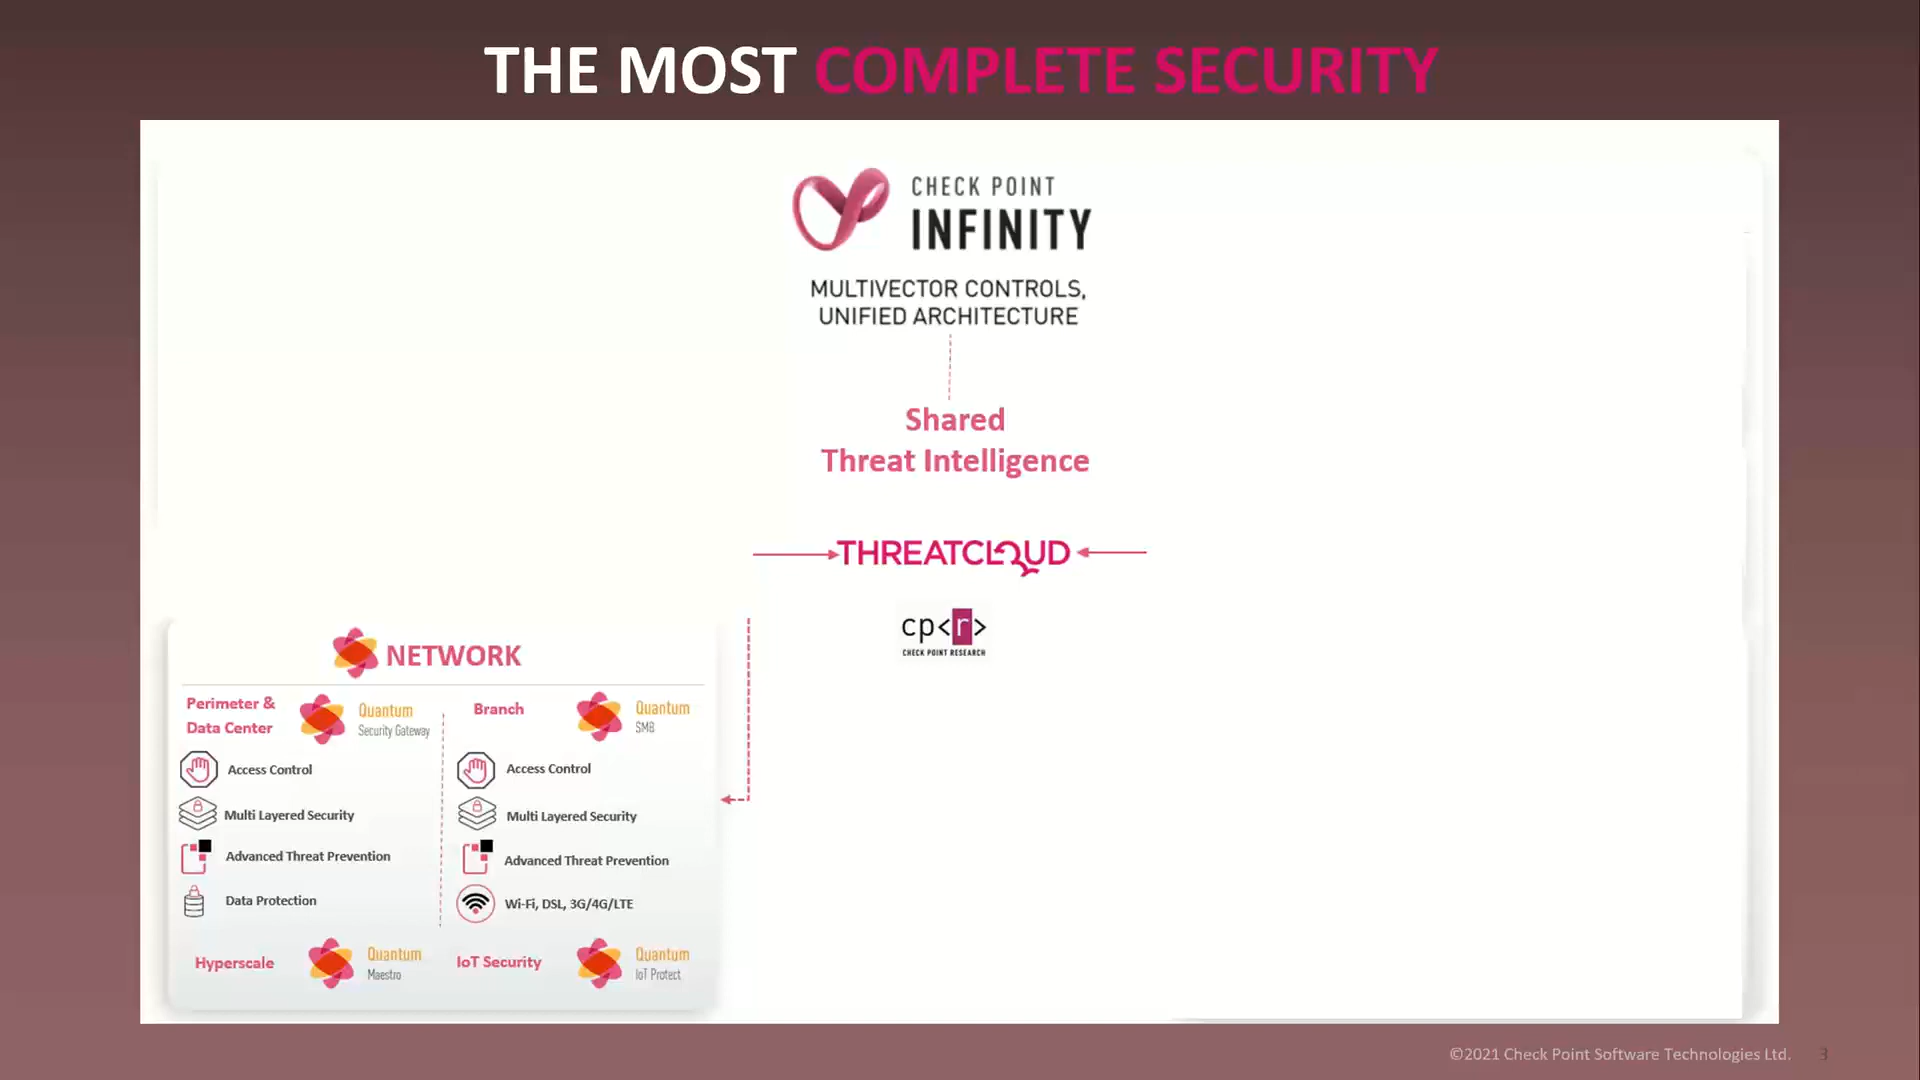 THE MOST COMPLETE SECURITY
CHECK POINT
INFINITY
MULTIVECTOR CONTROLS,
UNIFIED ARCHITECTURE
Shared
Threat Intelligence
THREATCLOUD
cp<r>
CHECK POINT RESEARCH
NETWORK
Perimeter &
Data Center
Quantum
Security Gateway
Access Control
Multi Layered Security
Advanced Threat Prevention
Data Protection
Branch
Quantum
SMB
Access Control
Multi Layered Security
Advanced Threat Prevention
Wi-Fi, DSL, 3G/4G/LTE
Hyperscale
Quantum
Maestro
IoT Security
Quantum
IoT Protect
©2021 Check Point Software Technologies Ltd.
3